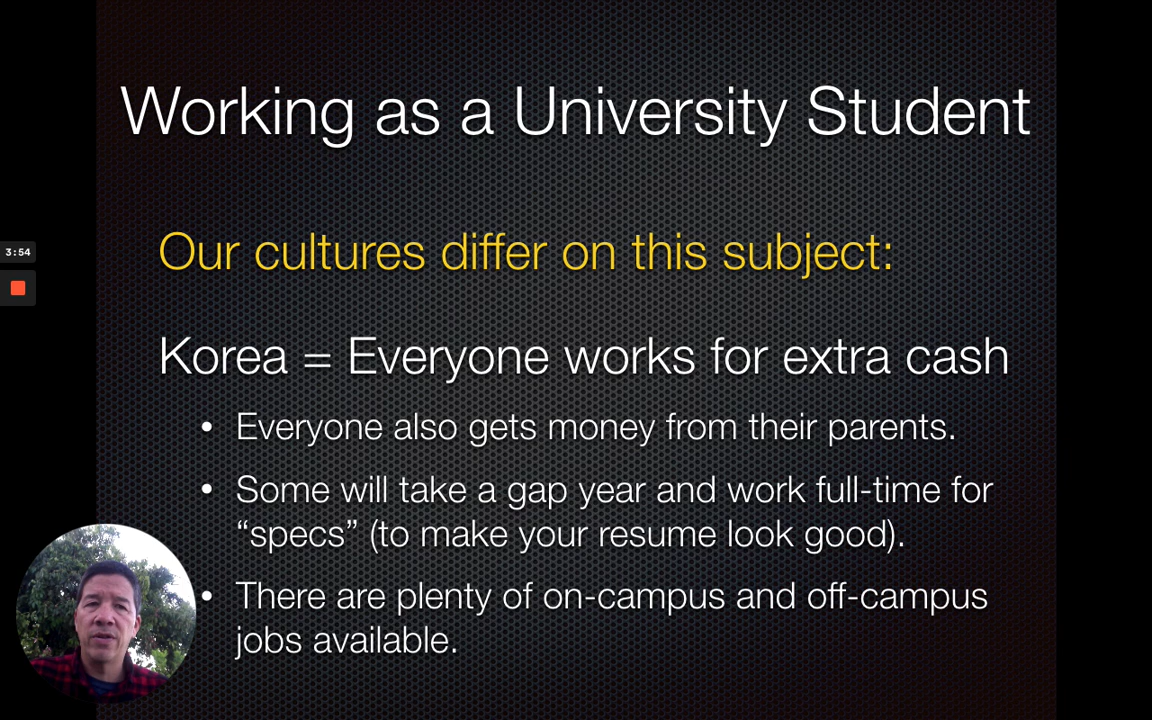 Working as a University Student
Our cultures differ on this subject:
3:54
Korea = Everyone works for extra cash
• Everyone also gets money from their parents.
• Some will take a gap year and work full-time for
“specs” (to make your resume look good).
• There are plenty of on-campus and off-campus
jobs available.